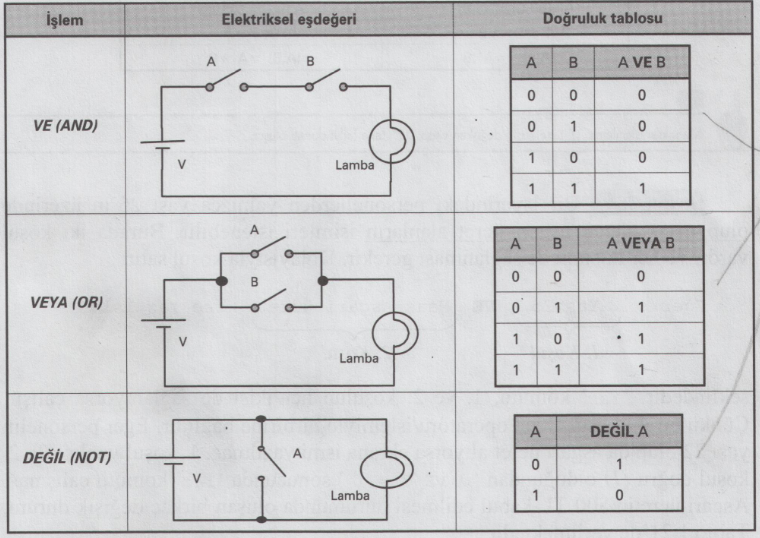 İşlem Elektriksel eşdeğeri Doğruluk tablosu
VE (AND)
A B
V
Lamba
A B A VE B
0 0 0
0 1 0
1 0 0
1 1 1
VEYA (OR)
A
B
V
Lamba
A B A VEYA B
0 0 0
0 1 1
1 0 1
1 1 1
DEĞİL (NOT)
V
A
Lamba
A DEĞİL A
0 1
1 0